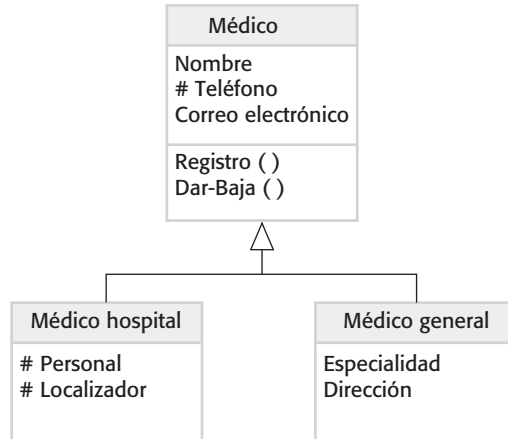 Médico
Nombre
# Teléfono
Correo electrónico
Registro ( )
Dar-Baja ( )
Médico hospital
# Personal
# Localizador
Médico general
Especialidad
Dirección